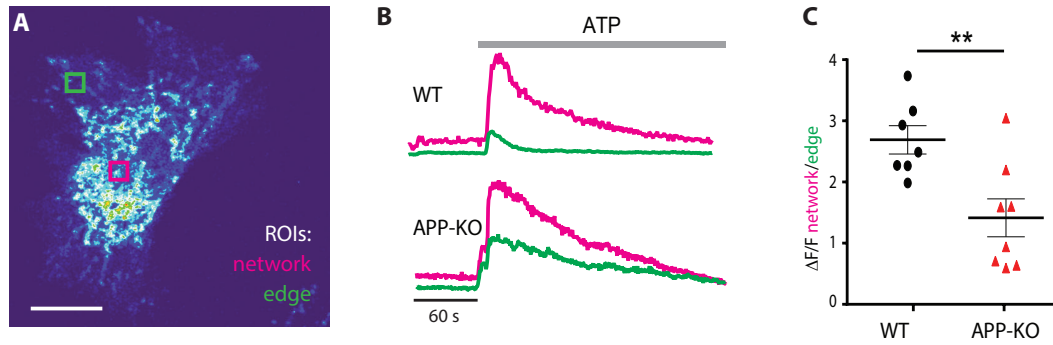 A
ROIs:
network
edge
B
ATP
WT
APP-KO
60 s
C
**
4
3
2
1
0
ΔF/F network/edge
WT
APP-KO